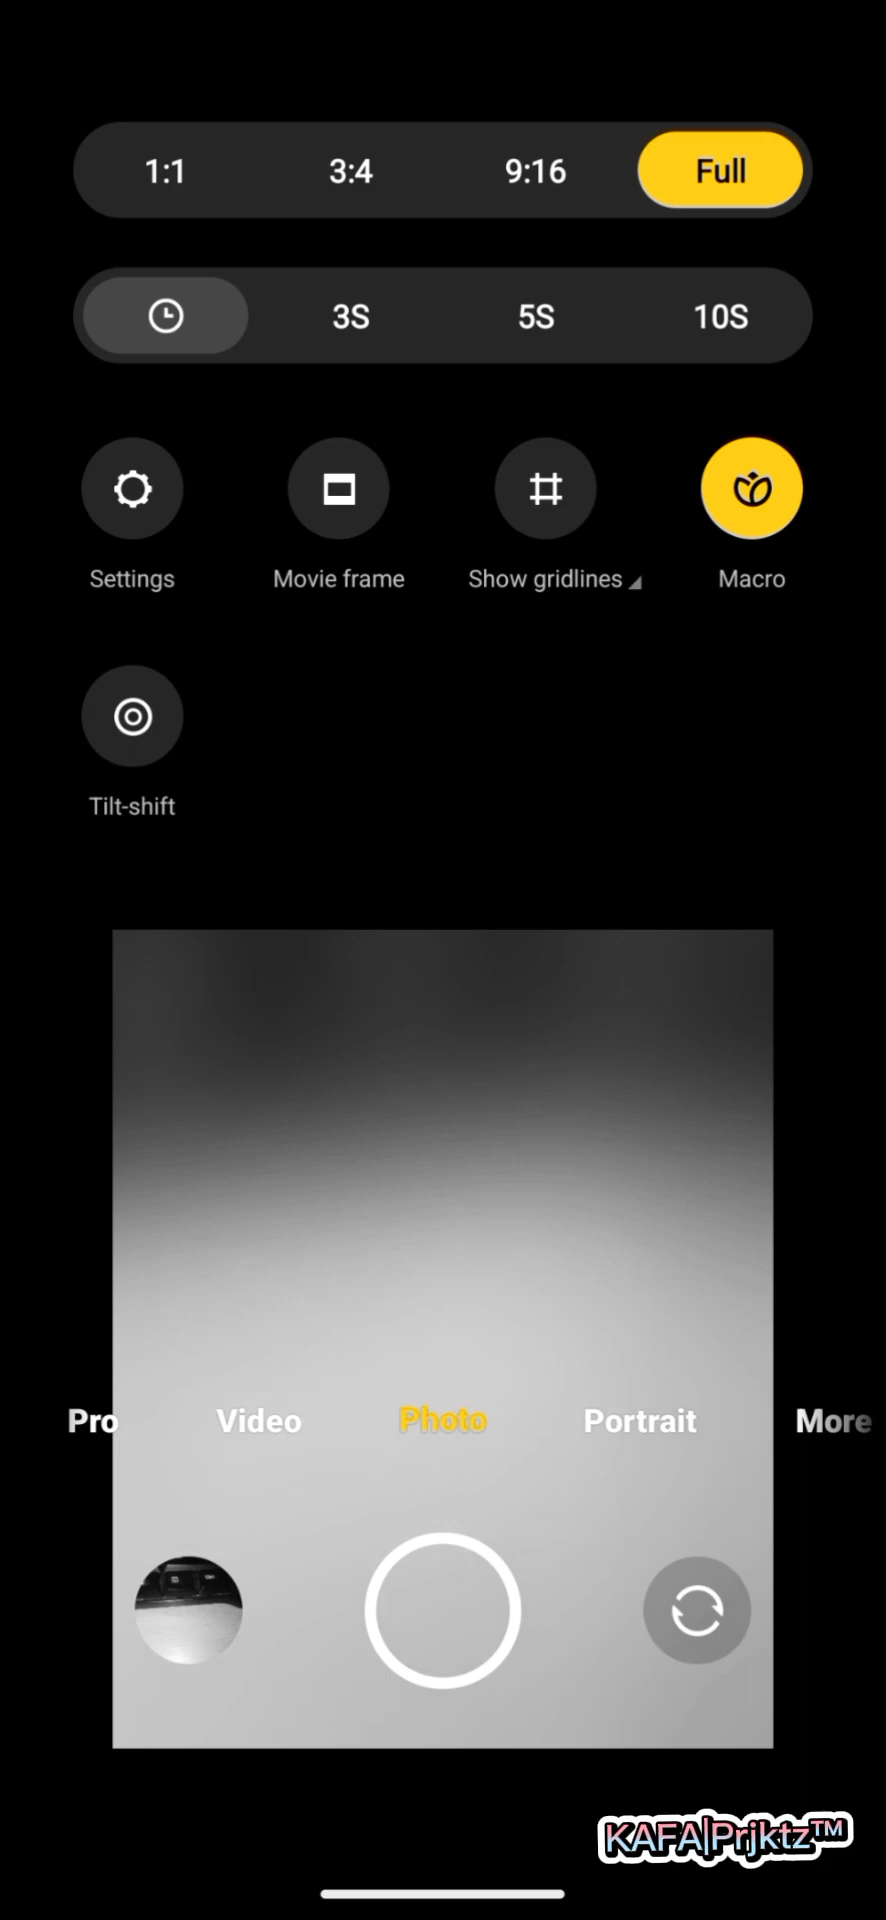 1:1 3:4 9:16 Full
3S 5S 10S
Settings Movie frame Show gridlines Macro
Tilt-shift
Pro Video Photo Portrait More
KAFA|Prjktz™